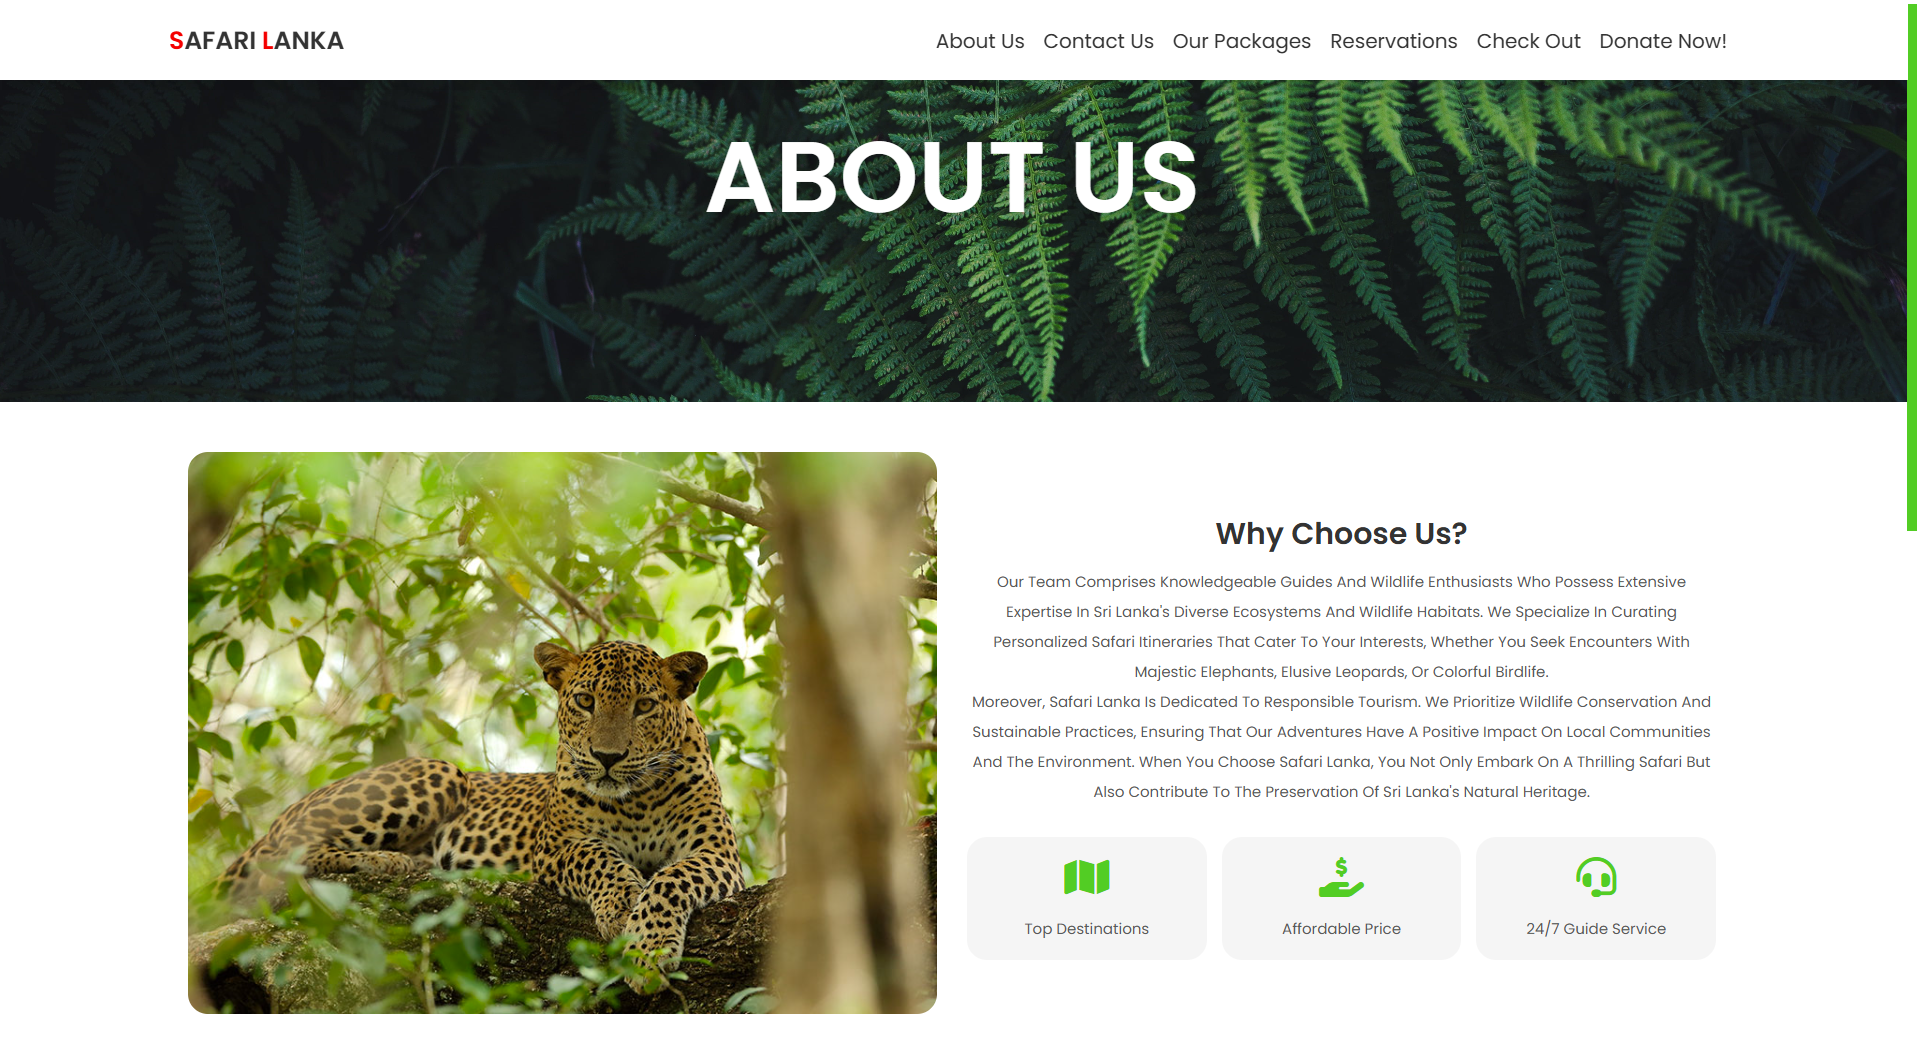 SAFARI LANKA
About Us Contact Us Our Packages Reservations Check Out Donate Now!
ABOUT US
Why Choose Us?
Our Team Comprises Knowledgeable Guides And Wildlife Enthusiasts Who Possess Extensive
Expertise In Sri Lanka's Diverse Ecosystems And Wildlife Habitats. We Specialize In Curating
Personalized Safari Itineraries That Cater To Your Interests, Whether You Seek Encounters With
Majestic Elephants, Elusive Leopards, Or Colorful Birdlife.
Moreover, Safari Lanka Is Dedicated To Responsible Tourism. We Prioritize Wildlife Conservation And
Sustainable Practices, Ensuring That Our Adventures Have A Positive Impact On Local Communities
And The Environment. When You Choose Safari Lanka, You Not Only Embark On A Thrilling Safari But
Also Contribute To The Preservation Of Sri Lanka's Natural Heritage.
Top Destinations
Affordable Price
24/7 Guide Service